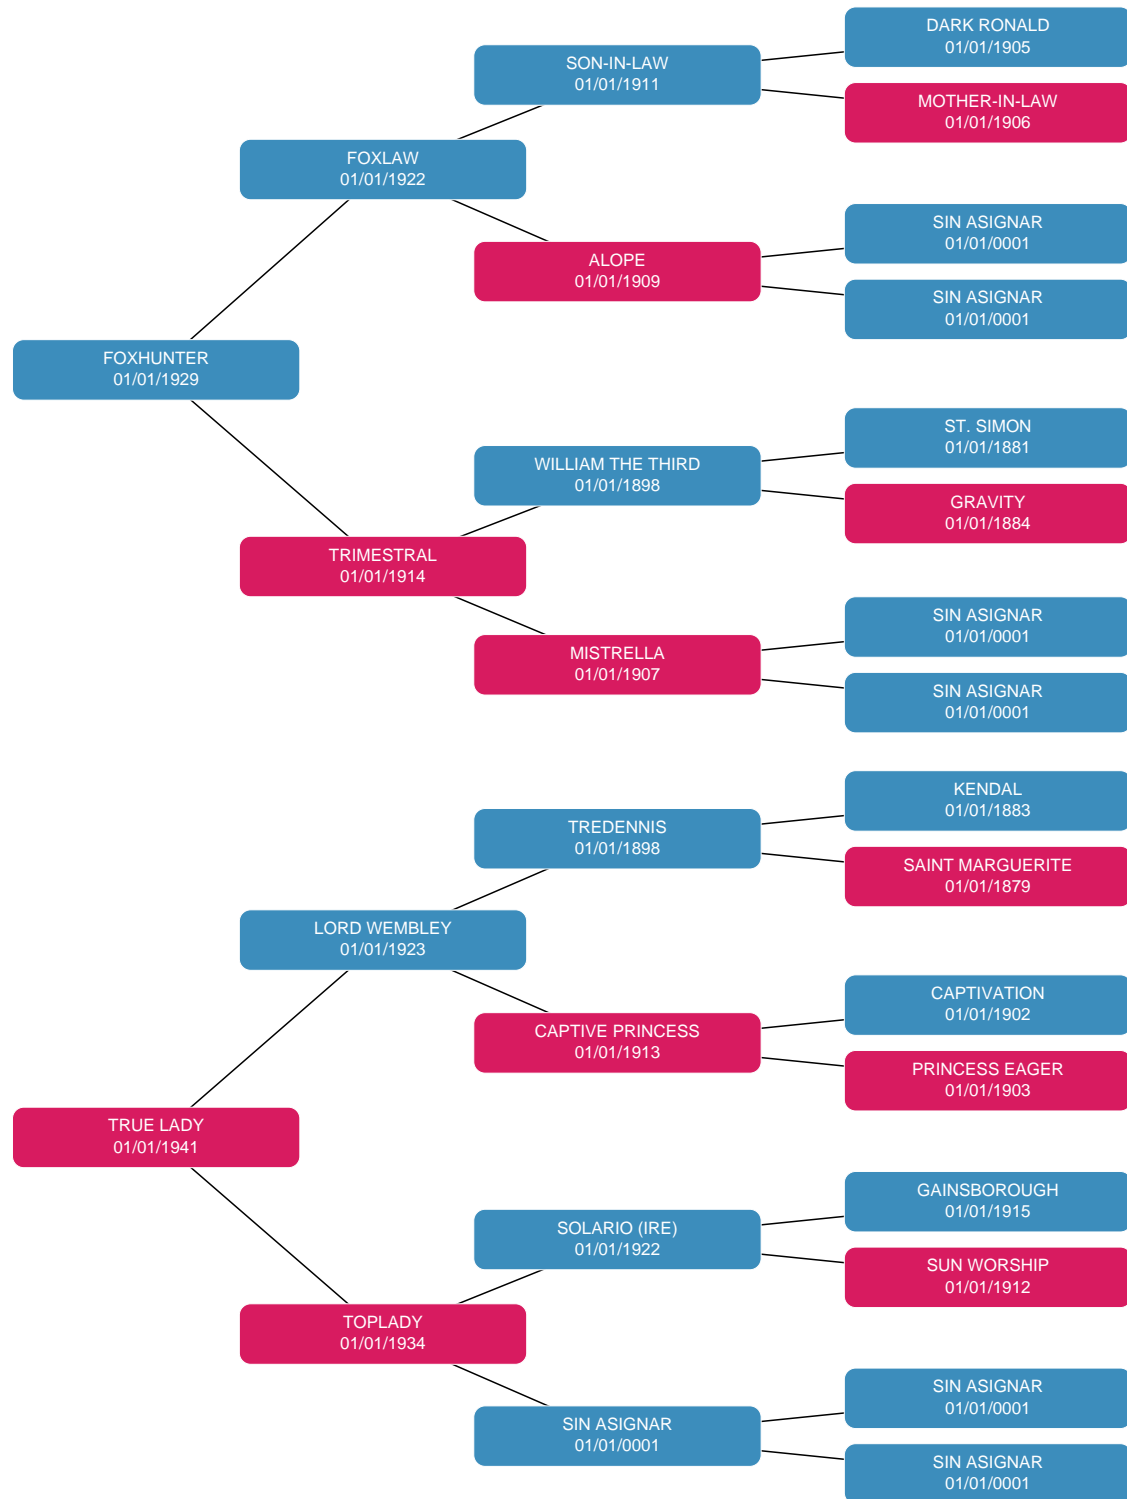 DARK RONALD
01/01/1905
SON-IN-LAW
01/01/1911
MOTHER-IN-LAW
01/01/1906
FOXLAW
01/01/1922
SIN ASIGNAR
01/01/0001
ALOPE
01/01/1909
SIN ASIGNAR
01/01/0001
FOXHUNTER
01/01/1929
ST. SIMON
01/01/1881
WILLIAM THE THIRD
01/01/1898
GRAVITY
01/01/1884
TRIMESTRAL
01/01/1914
SIN ASIGNAR
01/01/0001
MISTRELLA
01/01/1907
SIN ASIGNAR
01/01/0001
KENDAL
01/01/1883
TREDENNIS
01/01/1898
SAINT MARGUERITE
01/01/1879
LORD WEMBLEY
01/01/1923
CAPTIVATION
01/01/1902
CAPTIVE PRINCESS
01/01/1913
PRINCESS EAGER
01/01/1903
TRUE LADY
01/01/1941
GAINSBOROUGH
01/01/1915
SOLARIO (IRE)
01/01/1922
SUN WORSHIP
01/01/1912
TOPLADY
01/01/1934
SIN ASIGNAR
01/01/0001
SIN ASIGNAR
01/01/0001
SIN ASIGNAR
01/01/0001